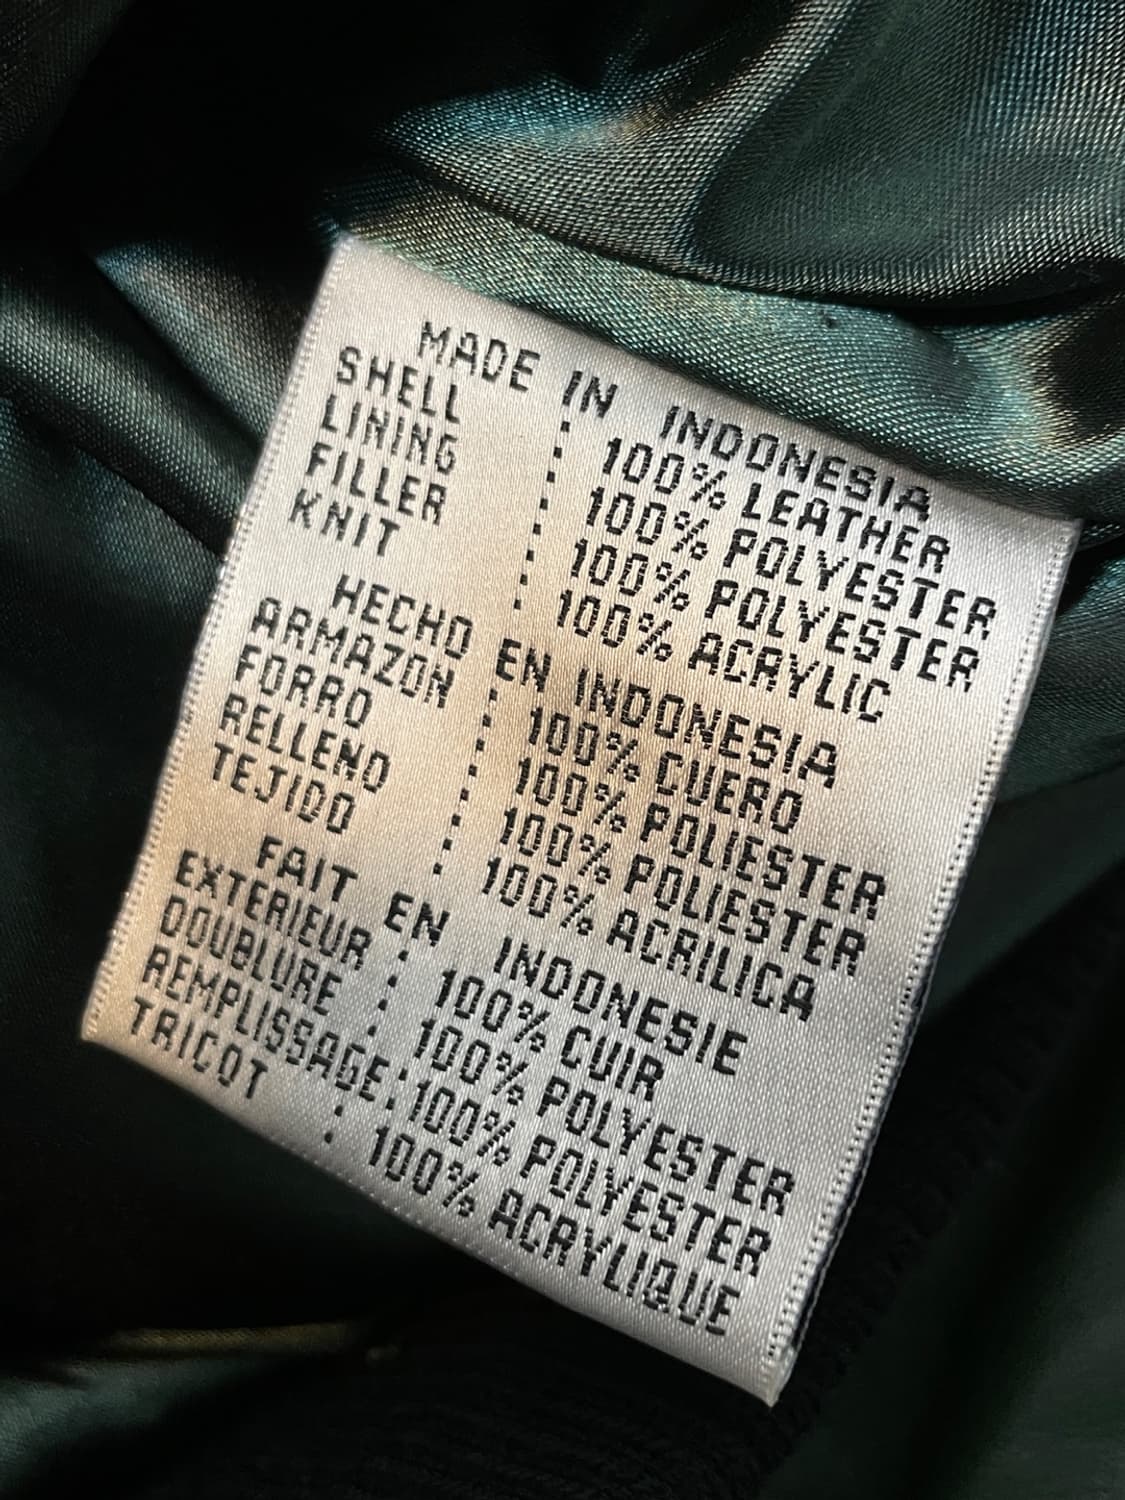 MADE IN INDONESIA
SHELL : 100% LEATHER
LINING : 100% POLYESTER
FILLER : 100% POLYESTER
KNIT : 100% ACRYLIC
HECHO EN INDONESIA
ARMAZON : 100% CUERO
FORRO : 100% POLIESTER
RELLENO : 100% POLIESTER
TEJIDO : 100% ACRILICA
FAIT EN INDONESIE
EXTERIEUR : 100% CUIR
DOUBLURE : 100% POLYESTER
REMPLISSAGE: 100% POLYESTER
TRICOT : 100% ACRYLIQUE